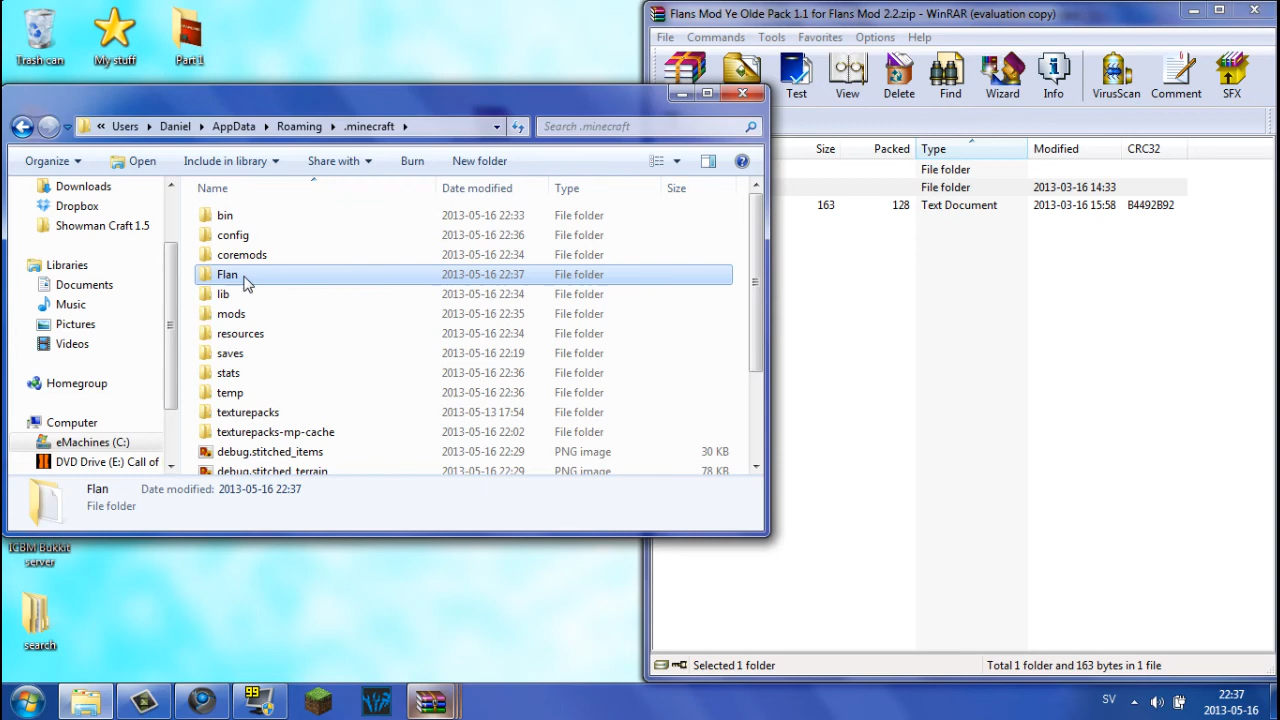 Trash can
My stuff
Part 1
Flans Mod Ye Olde Pack 1.1 for Flans Mod 2.2.zip - WinRAR (evaluation copy)
File Commands Tools Favorites Options Help
Test View Delete Find Wizard Info VirusScan Comment SFX
Size Packed Type Modified CRC32
File folder
File folder 2013-03-16 14:33
163 128 Text Document 2013-03-16 15:58 B4492B92
« Users Daniel AppData Roaming .minecraft
Search .minecraft
Organize Open Include in library Share with Burn New folder
Downloads
Dropbox
Showman Craft 1.5
Libraries
Documents
Music
Pictures
Videos
Homegroup
Computer
eMachines (C:)
DVD Drive (E:) Call of
Name Date modified Type Size
bin 2013-05-16 22:33 File folder
config 2013-05-16 22:36 File folder
coremods 2013-05-16 22:34 File folder
Flan 2013-05-16 22:37 File folder
lib 2013-05-16 22:34 File folder
mods 2013-05-16 22:35 File folder
resources 2013-05-16 22:34 File folder
saves 2013-05-16 22:19 File folder
stats 2013-05-16 22:36 File folder
temp 2013-05-16 22:36 File folder
texturepacks 2013-05-13 17:54 File folder
texturepacks-mp-cache 2013-05-16 22:02 File folder
debug.stitched_items 2013-05-16 22:29 PNG image 30 KB
debug.stitched_terrain 2013-05-16 22:29 PNG image 78 KB
Flan Date modified: 2013-05-16 22:37
File folder
ICBM Bukkit
server
search
Selected 1 folder
Total 1 folder and 163 bytes in 1 file
99
SV
22:37
2013-05-16